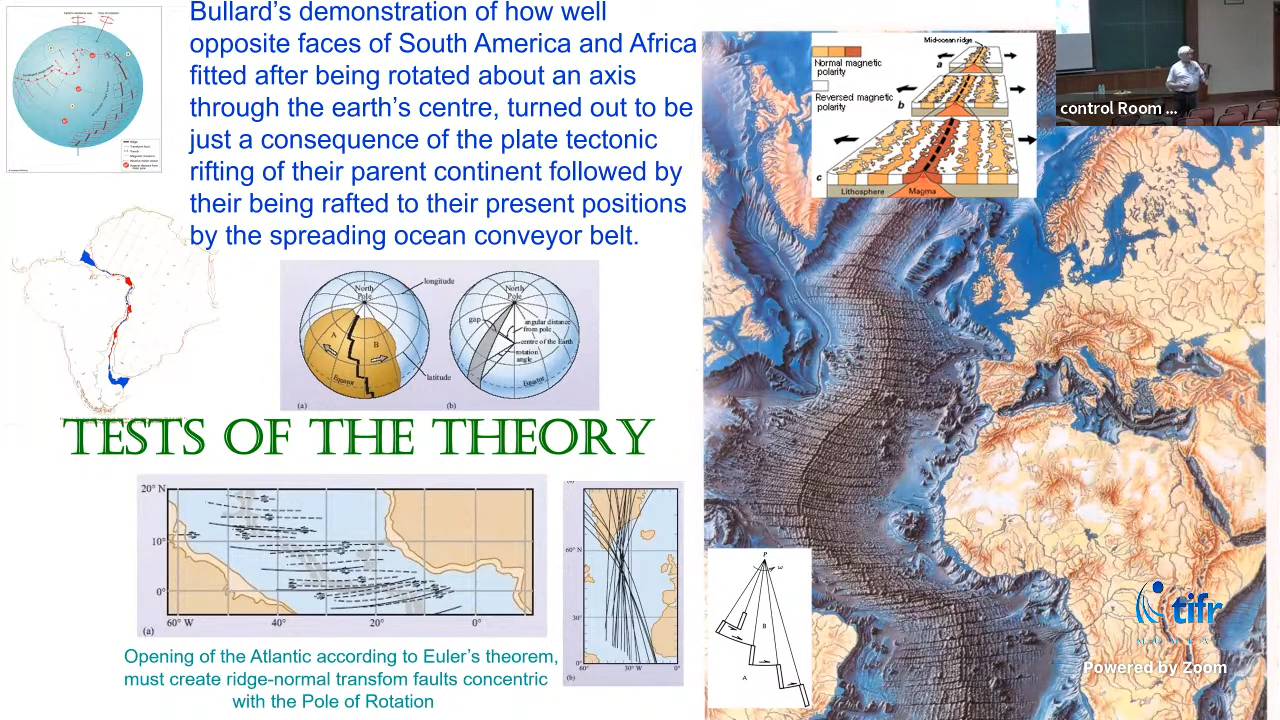 Bullard's demonstration of how well
opposite faces of South America and Africa
fitted after being rotated about an axis
through the earth's centre, turned out to be
just a consequence of the plate tectonic
rifting of their parent continent followed by
their being rafted to their present positions
by the spreading ocean conveyor belt.
North
Pole
longitude
A
B
latitude
Equator
(a)
North
Pole
gap
angular distance
from pole
centre of the Earth
rotation
angle
Equator
(b)
TESTS OF THE THEORY
20° N
10°
0°
60° W
40°
20°
0°
(a)
60° N
30°
0°
60°
30° W
0°
(b)
Opening of the Atlantic according to Euler's theorem,
must create ridge-normal transfom faults concentric
with the Pole of Rotation
Mid-ocean ridge
Normal magnetic
polarity
Reversed magnetic
polarity
a
b
c
Lithosphere
Magma
P
ω
B
A
control Room ...
tifr
Powered by Zoom